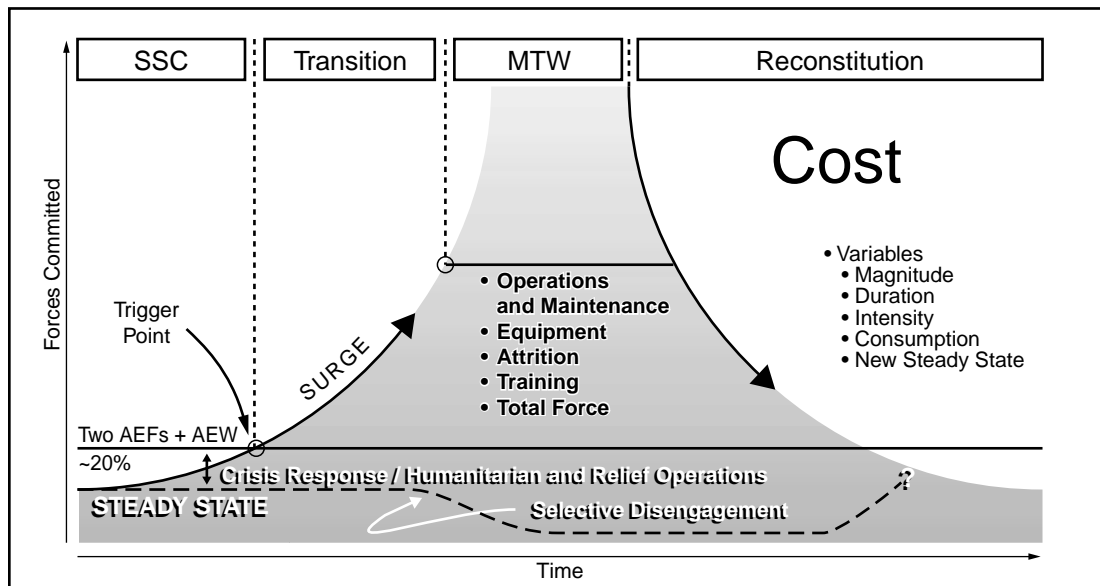 SSC
Transition
MTW
Reconstitution
Cost
Forces Committed
• Variables
• Magnitude
• Duration
• Intensity
• Consumption
• New Steady State
• Operations
and Maintenance
• Equipment
• Attrition
• Training
• Total Force
Trigger
Point
SURGE
Two AEFs + AEW
~20%
Crisis Response / Humanitarian and Relief Operations
?
STEADY STATE
Selective Disengagement
Time